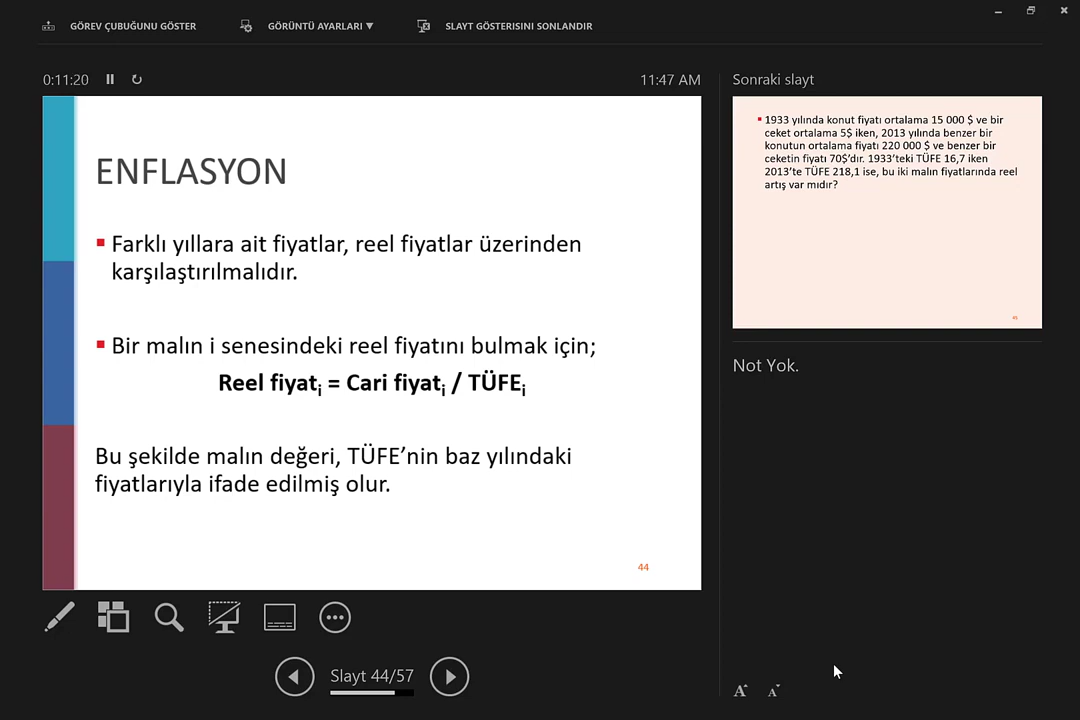 GÖREV ÇUBUĞUNU GÖSTER
GÖRÜNTÜ AYARLARI ▼
SLAYT GÖSTERISINI SONLANDIR
0:11:20
11:47 AM
Sonraki slayt
ENFLASYON
▪ Farklı yıllara ait fiyatlar, reel fiyatlar üzerinden
karşılaştırılmalıdır.
▪ Bir malın i senesindeki reel fiyatını bulmak için;
Reel fiyatᵢ = Cari fiyatᵢ / TÜFEᵢ
Bu şekilde malın değeri, TÜFE’nin baz yılındaki
fiyatlarıyla ifade edilmiş olur.
44
▪ 1933 yılında konut fiyatı ortalama 15 000 $ ve bir
ceket ortalama 5$ iken, 2013 yılında benzer bir
konutun ortalama fiyatı 220 000 $ ve benzer bir
ceketin fiyatı 70$’dır. 1933’teki TÜFE 16,7 iken
2013’te TÜFE 218,1 ise, bu iki malın fiyatlarında reel
artış var mıdır?
45
Not Yok.
Slayt 44/57
A A